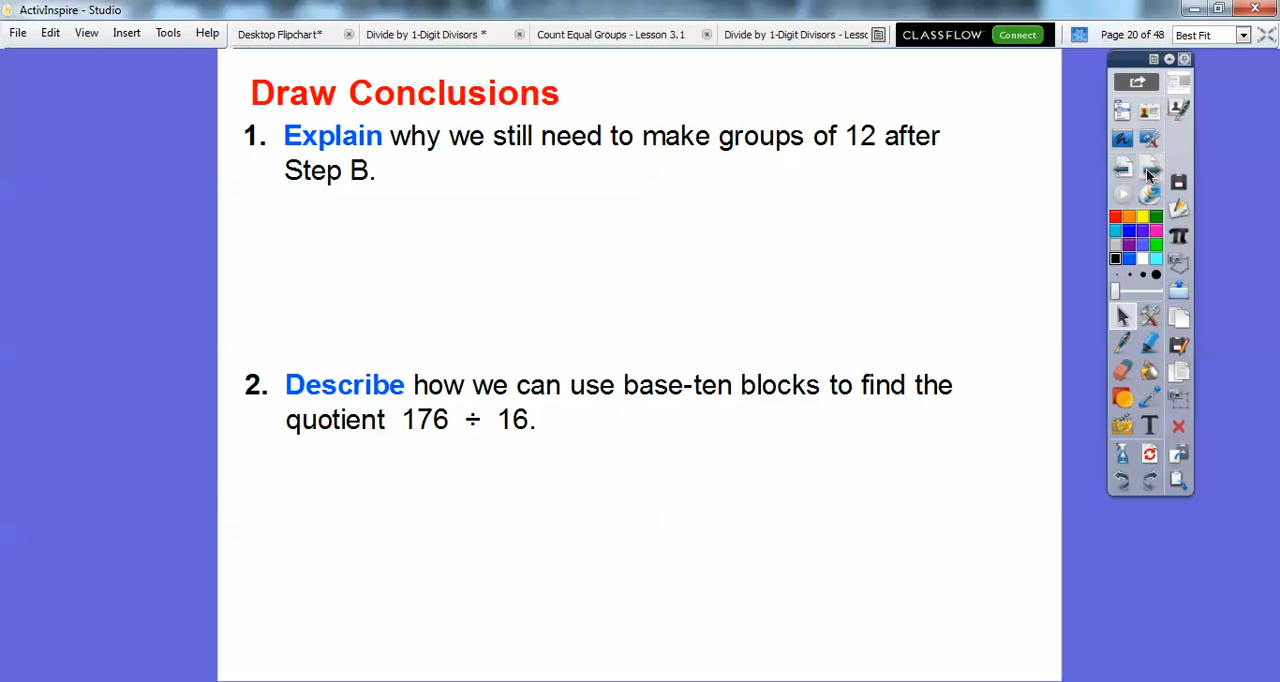 ActivInspire - Studio
File Edit View Insert Tools Help Desktop Flipchart* Divide by 1-Digit Divisors * Count Equal Groups - Lesson 3.1 Divide by 1-Digit Divisors - Lessc CLASSFLOW Connect Page 20 of 48 Best Fit
Draw Conclusions
1. Explain why we still need to make groups of 12 after
Step B.
2. Describe how we can use base-ten blocks to find the
quotient 176 ÷ 16.